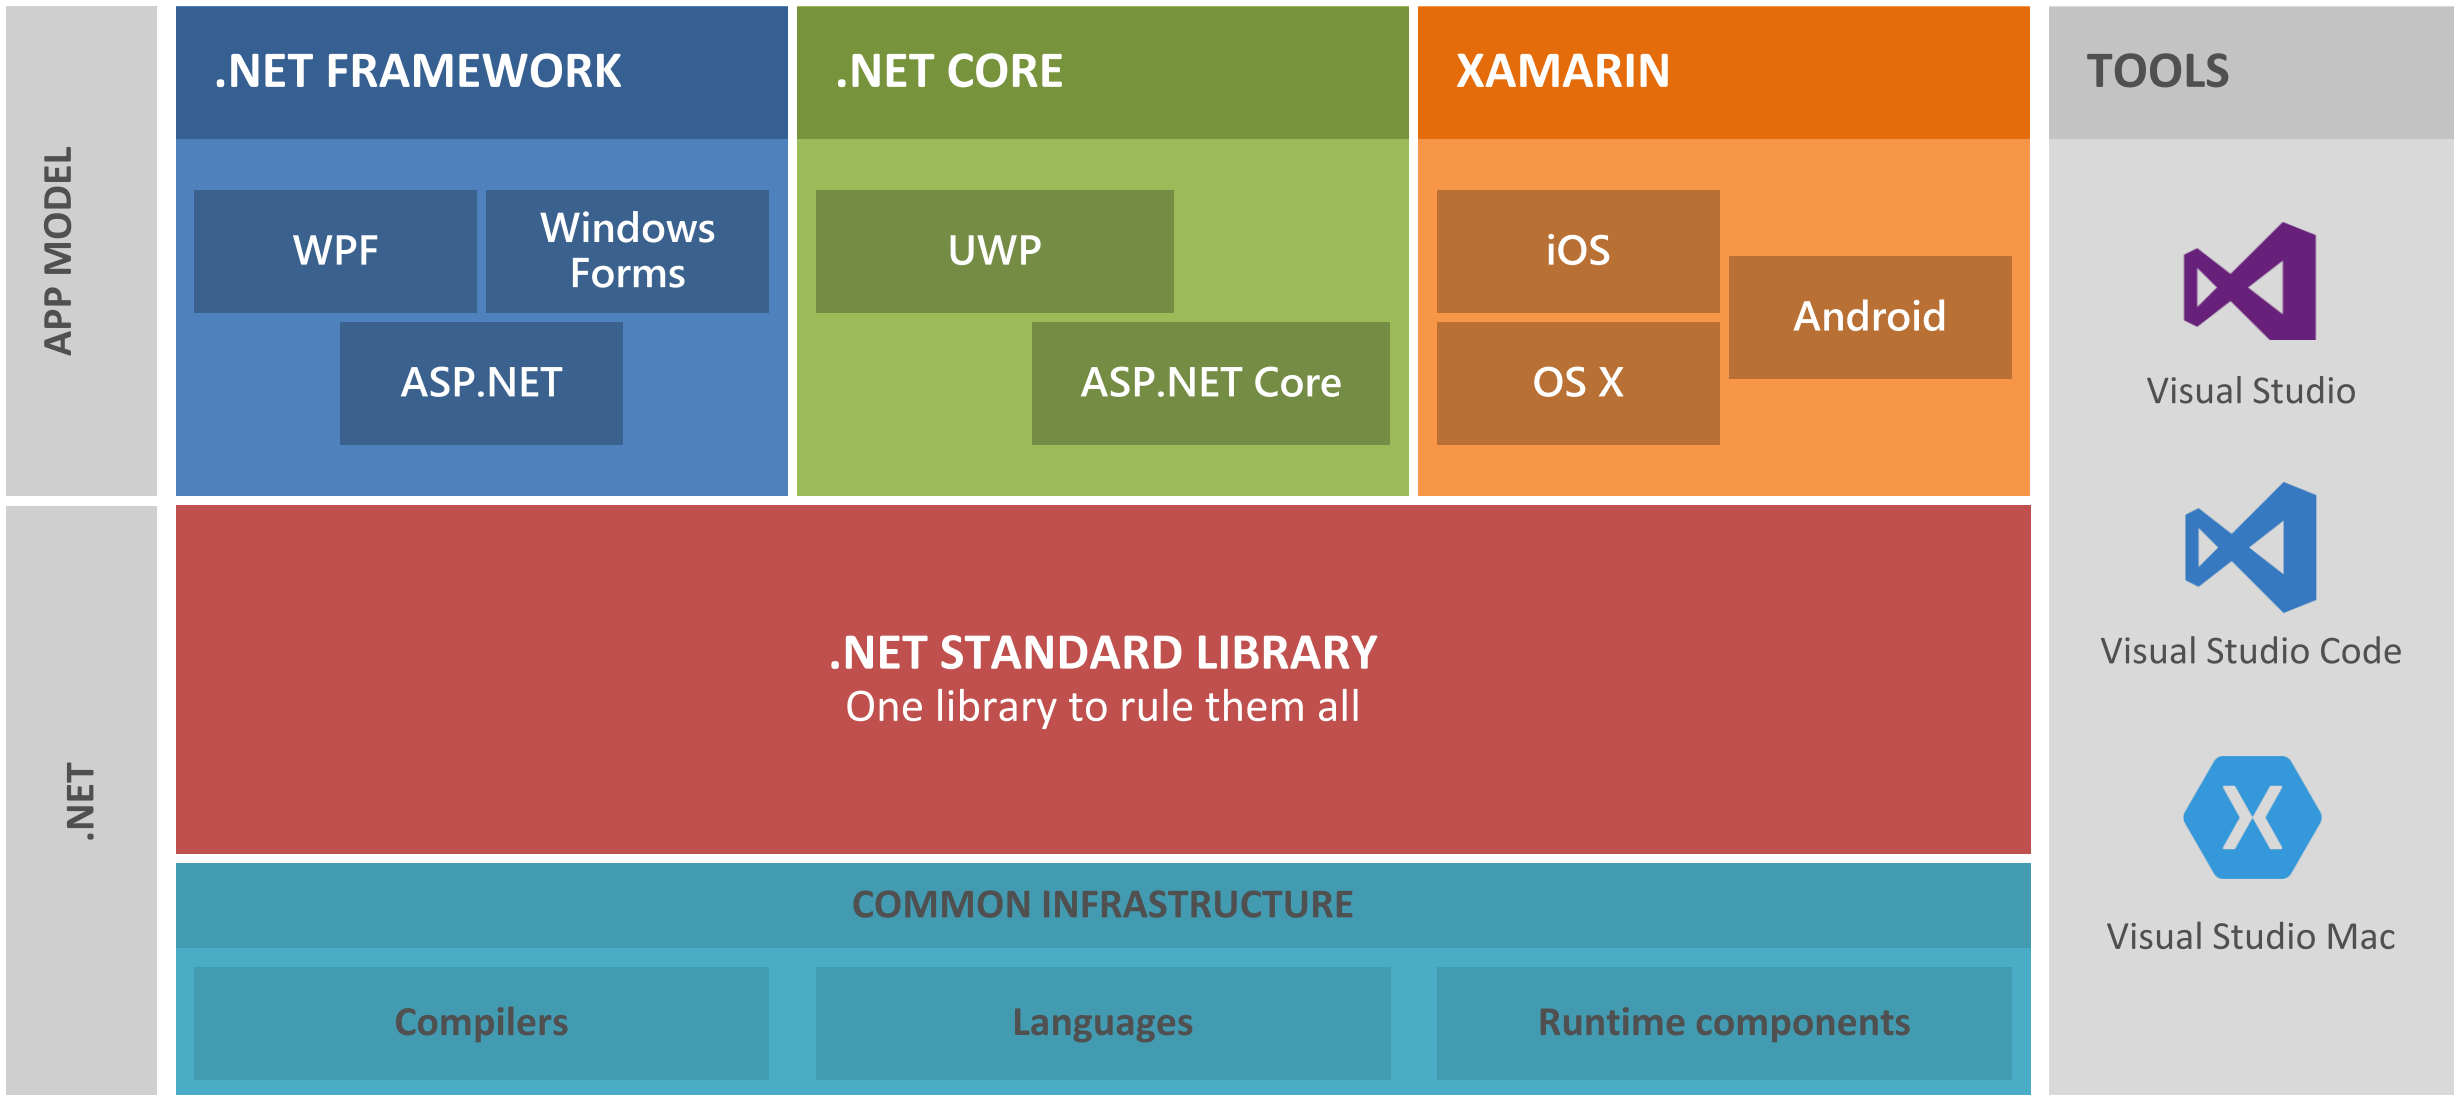 APP MODEL
.NET FRAMEWORK
WPF
Windows
Forms
ASP.NET
.NET CORE
UWP
ASP.NET Core
XAMARIN
iOS
Android
OS X
.NET
.NET STANDARD LIBRARY
One library to rule them all
COMMON INFRASTRUCTURE
Compilers
Languages
Runtime components
TOOLS
Visual Studio
Visual Studio Code
X
Visual Studio Mac